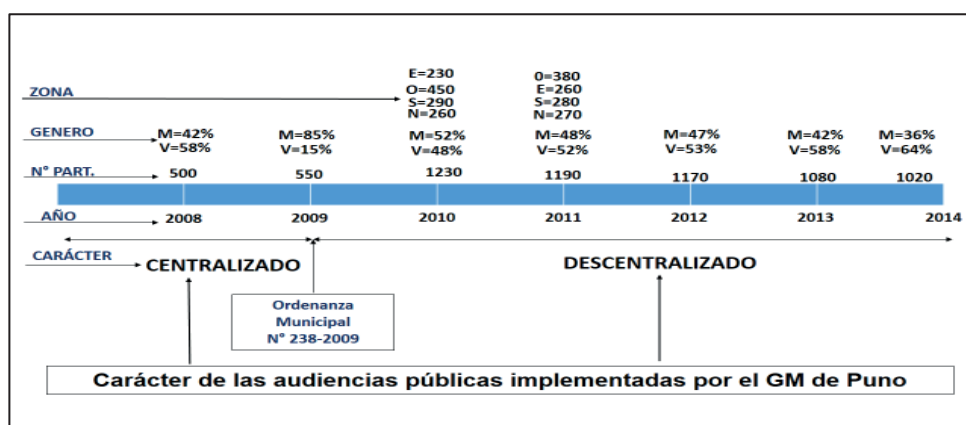 E=230
O=450
S=290
N=260
0=380
E=260
S=280
N=270
ZONA
GENERO
M=42%
V=58%
M=85%
V=15%
M=52%
V=48%
M=48%
V=52%
M=47%
V=53%
M=42%
V=58%
M=36%
V=64%
N° PART. 500 550 1230 1190 1170 1080 1020
AÑO 2008 2009 2010 2011 2012 2013 2014
CARÁCTER CENTRALIZADO DESCENTRALIZADO
Ordenanza
Municipal
N° 238-2009
Carácter de las audiencias públicas implementadas por el GM de Puno